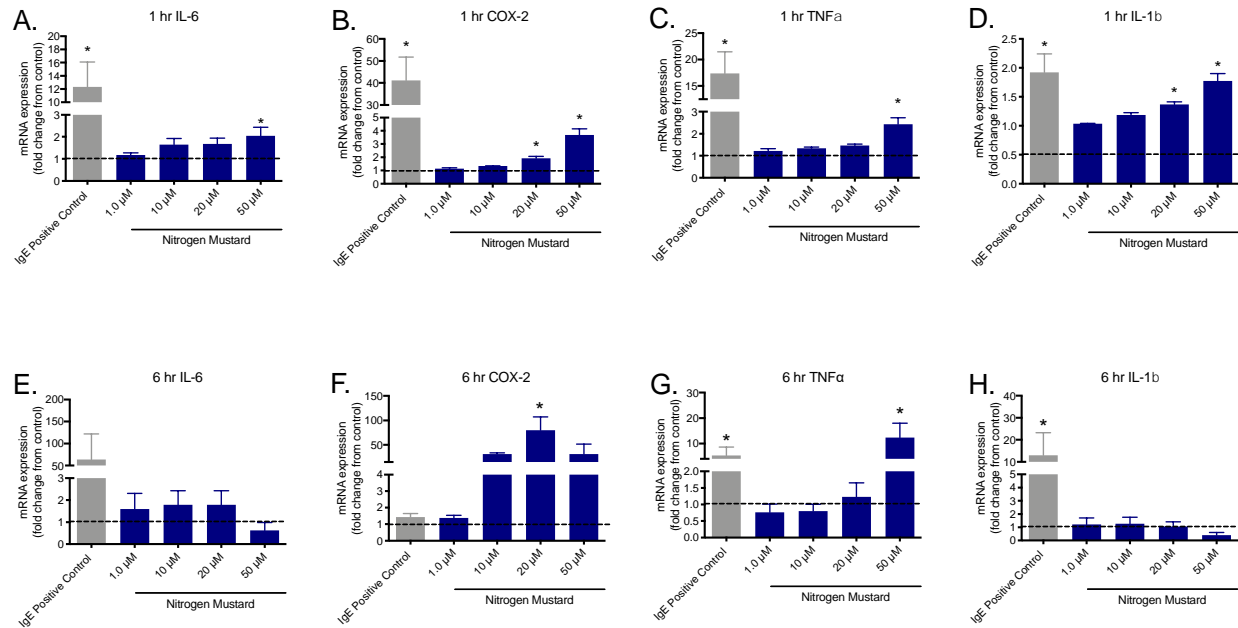 A.
1 hr IL-6
mRNA expression
(fold change from control)
20
18
16
14
12
10
3
2
1
0
*
*
IgE Positive Control
1.0 µM
10 µM
20 µM
50 µM
Nitrogen Mustard
B.
1 hr COX-2
mRNA expression
(fold change from control)
60
50
40
30
20
5
4
3
2
1
0
*
*
*
IgE Positive Control
1.0 µM
10 µM
20 µM
50 µM
Nitrogen Mustard
C.
1 hr TNFa
mRNA expression
(fold change from control)
25
20
15
10
3
2
1
0
*
*
IgE Positive Control
1.0 µM
10 µM
20 µM
50 µM
Nitrogen Mustard
D.
1 hr IL-1b
mRNA expression
(fold change from control)
2.5
2.0
1.5
1.0
0.5
0.0
*
*
*
IgE Positive Control
1.0 µM
10 µM
20 µM
50 µM
Nitrogen Mustard
E.
6 hr IL-6
mRNA expression
(fold change from control)
200
150
100
50
3
2
1
0
IgE Positive Control
1.0 µM
10 µM
20 µM
50 µM
Nitrogen Mustard
F.
6 hr COX-2
mRNA expression
(fold change from control)
150
100
50
4
3
2
1
0
*
IgE Positive Control
1.0 µM
10 µM
20 µM
50 µM
Nitrogen Mustard
G.
6 hr TNFα
mRNA expression
(fold change from control)
30
20
10
2.0
1.5
1.0
0.5
0.0
*
*
IgE Positive Control
1.0 µM
10 µM
20 µM
50 µM
Nitrogen Mustard
H.
6 hr IL-1b
mRNA expression
(fold change from control)
40
30
20
10
5
4
3
2
1
0
*
IgE Positive Control
1.0 µM
10 µM
20 µM
50 µM
Nitrogen Mustard